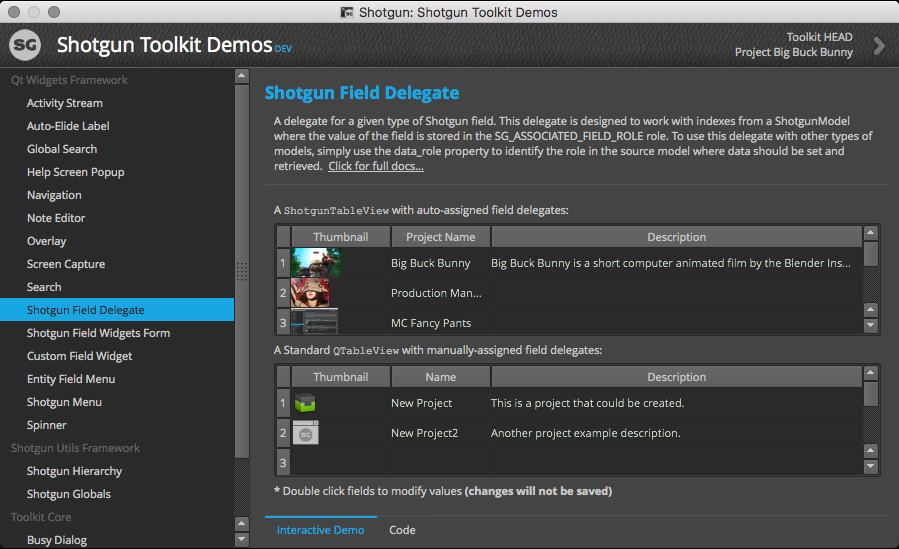 Shotgun: Shotgun Toolkit Demos
SG Shotgun Toolkit Demos DEV
Toolkit HEAD
Project Big Buck Bunny
Qt Widgets Framework
Activity Stream
Auto-Elide Label
Global Search
Help Screen Popup
Navigation
Note Editor
Overlay
Screen Capture
Search
Shotgun Field Delegate
Shotgun Field Widgets Form
Custom Field Widget
Entity Field Menu
Shotgun Menu
Spinner
Shotgun Utils Framework
Shotgun Hierarchy
Shotgun Globals
Toolkit Core
Busy Dialog
Shotgun Field Delegate
A delegate for a given type of Shotgun field. This delegate is designed to work with indexes from a ShotgunModel
where the value of the field is stored in the SG_ASSOCIATED_FIELD_ROLE role. To use this delegate with other types of
models, simply use the data_role property to identify the role in the source model where data should be set and
retrieved. Click for full docs...
A ShotgunTableView with auto-assigned field delegates:
Thumbnail Project Name Description
1 Big Buck Bunny Big Buck Bunny is a short computer animated film by the Blender Ins...
2 Production Man...
3 MC Fancy Pants
A Standard QTableView with manually-assigned field delegates:
Thumbnail Name Description
1 New Project This is a project that could be created.
2 SG New Project2 Another project example description.
3
* Double click fields to modify values (changes will not be saved)
Interactive Demo Code